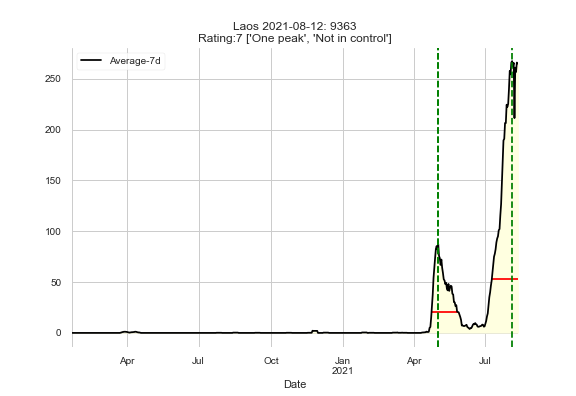 Laos 2021-08-12: 9363
Rating:7 ['One peak', 'Not in control']
Average-7d
250
200
150
100
50
0
Apr
Jul
Oct
Jan
2021
Apr
Jul
Date